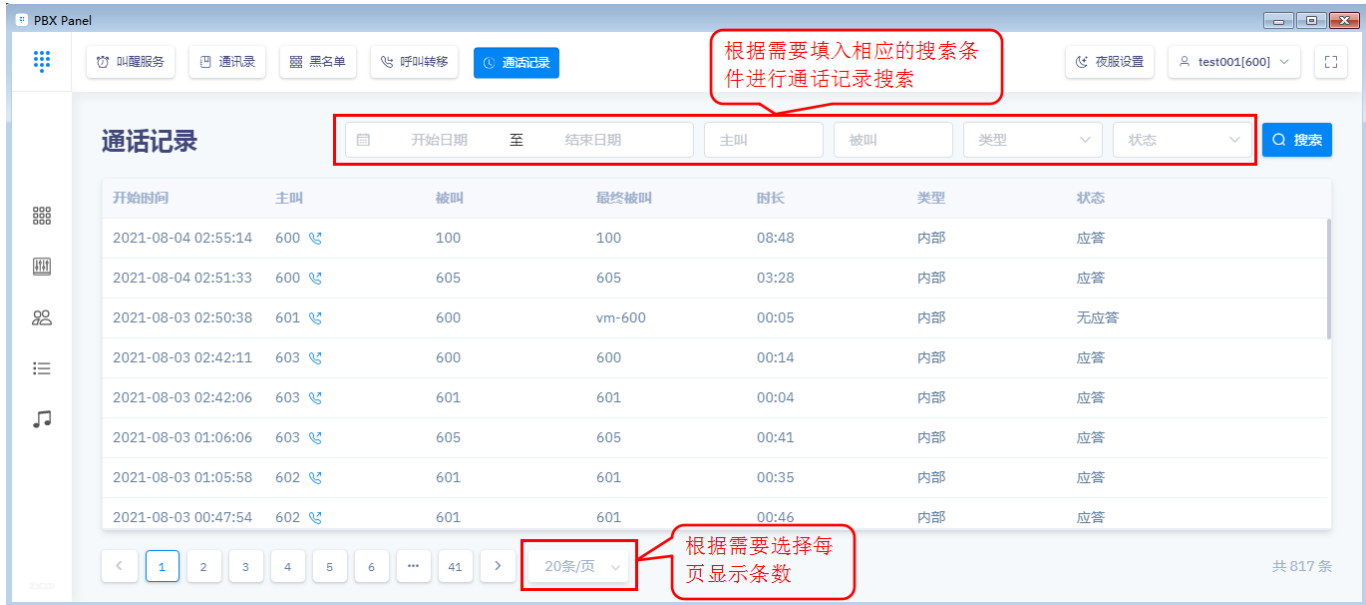 PBX Panel
叫醒服务 通讯录 黑名单 呼叫转移 通话记录 夜服设置 test001[600]
根据需要填入相应的搜索条
件进行通话记录搜索
通话记录 开始日期 至 结束日期 主叫 被叫 类型 状态 搜索
开始时间 主叫 被叫 最终被叫 时长 类型 状态
2021-08-04 02:55:14 600 100 100 08:48 内部 应答
2021-08-04 02:51:33 600 605 605 03:28 内部 应答
2021-08-03 02:50:38 601 600 vm-600 00:05 内部 无应答
2021-08-03 02:42:11 603 600 600 00:14 内部 应答
2021-08-03 02:42:06 603 601 601 00:04 内部 应答
2021-08-03 01:06:06 603 605 605 00:41 内部 应答
2021-08-03 01:05:58 602 601 601 00:35 内部 应答
2021-08-03 00:47:54 602 601 601 00:46 内部 应答
根据需要选择每
页显示条数
1 2 3 4 5 6 ··· 41 20条/页 共 817 条